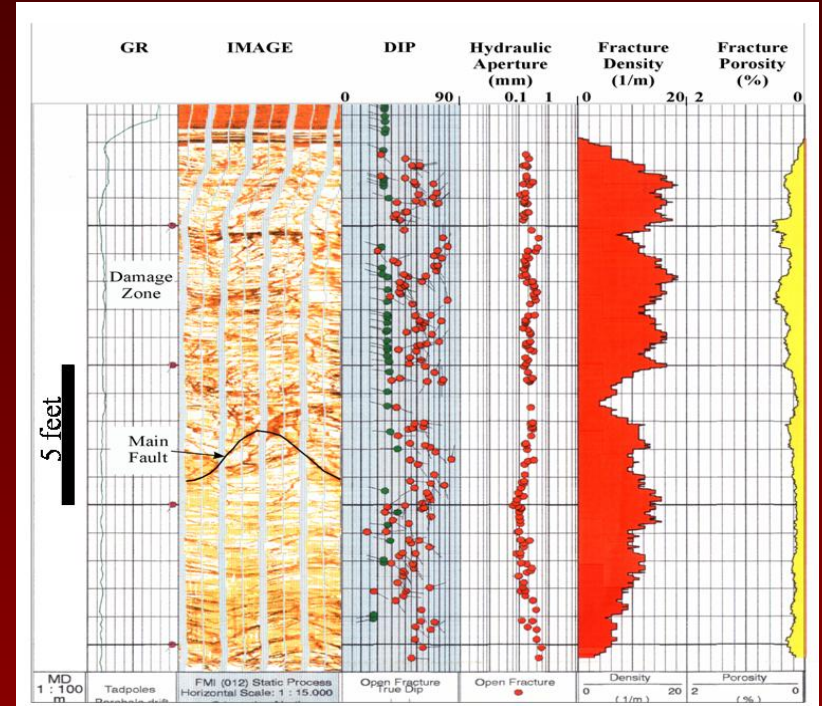 GR
IMAGE
DIP
Hydraulic
Aperture
(mm)
Fracture
Density
(1/m)
Fracture
Porosity
(%)
0 90
0.1 1
0 20
2 0
Damage
Zone
5 feet
Main
Fault
MD
1 : 100
m
Tadpoles
FMI (012) Static Process
Horizontal Scale: 1 : 15.000
Open Fracture
True Dip
Open Fracture
Density
0 20
(1/m)
Porosity
2 0
(%)